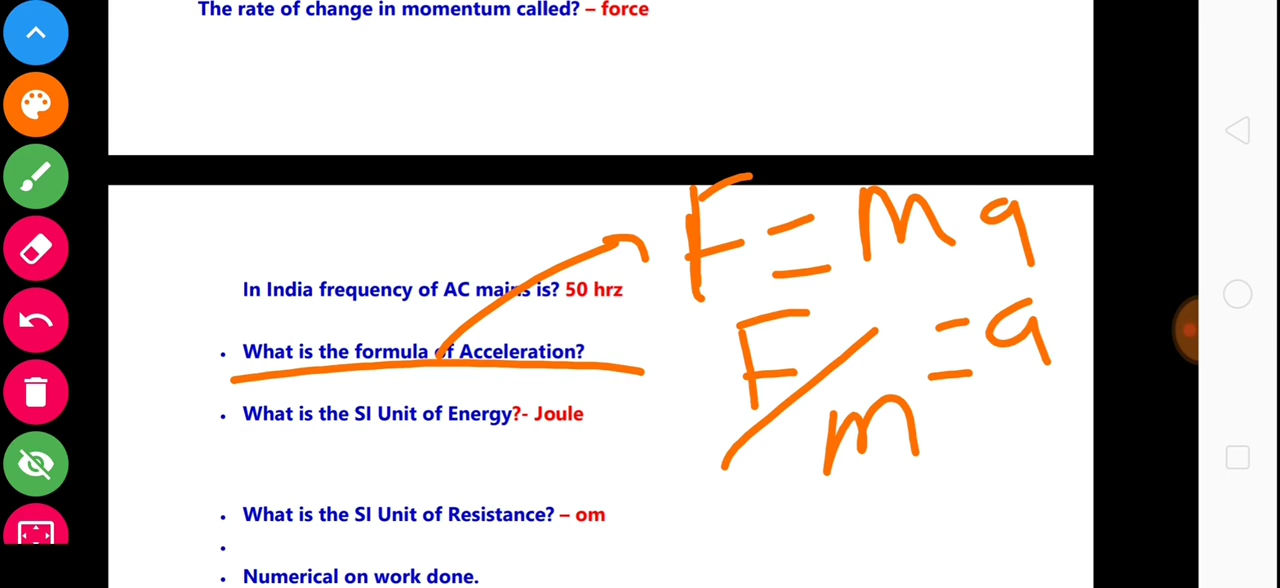 The rate of change in momentum called? – force
F = ma
In India frequency of AC mains is? 50 hrz
F/m = a
• What is the formula of Acceleration?
• What is the SI Unit of Energy?- Joule
• What is the SI Unit of Resistance? – om
•
• Numerical on work done.